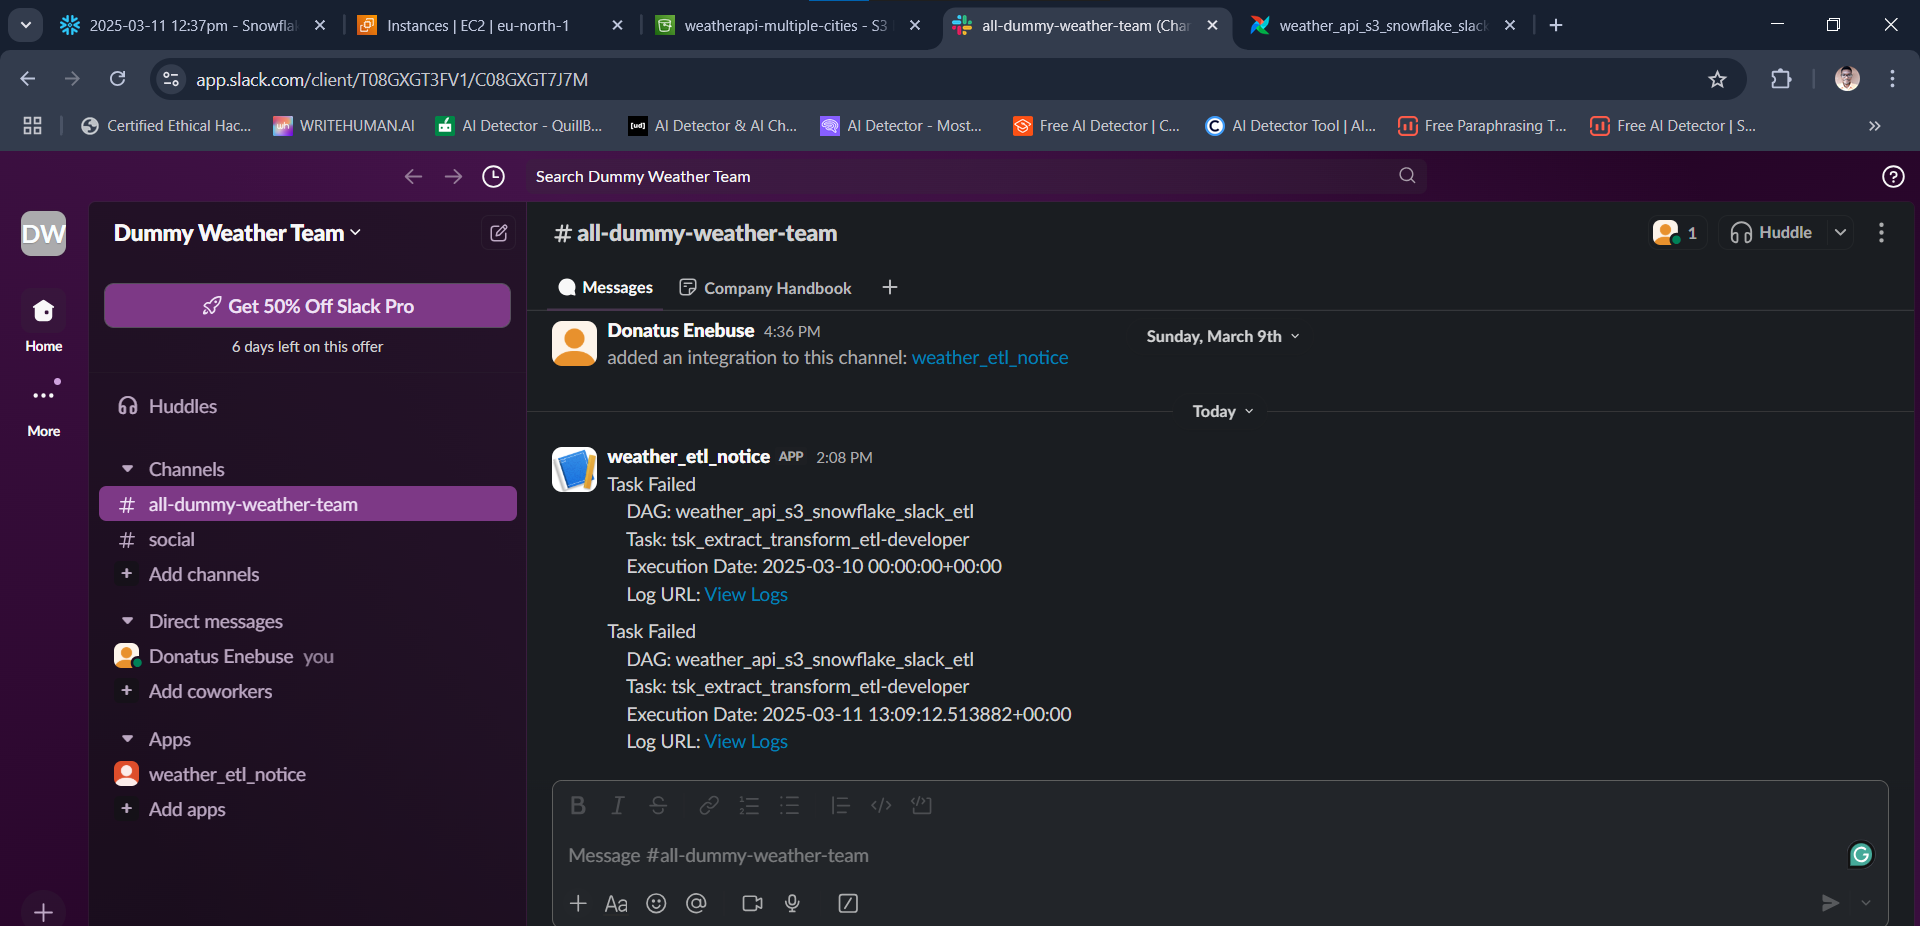 2025-03-11 12:37pm - Snowfla
Instances | EC2 | eu-north-1
weatherapi-multiple-cities - S3
all-dummy-weather-team (Cha
weather_api_s3_snowflake_slack
app.slack.com/client/T08GXGT3FV1/C08GXGT7J7M
Certified Ethical Hac...
wh
WRITEHUMAN.AI
AI Detector - QuillB...
[ud]
AI Detector & AI Ch...
AI Detector - Most...
Free AI Detector | C...
C
AI Detector Tool | AI...
Free Paraphrasing T...
Free AI Detector | S...
Search Dummy Weather Team
DW
Home
More
Dummy Weather Team
Get 50% Off Slack Pro
6 days left on this offer
Huddles
Channels
# all-dummy-weather-team
# social
+ Add channels
Direct messages
Donatus Enebuse you
+ Add coworkers
Apps
weather_etl_notice
+ Add apps
# all-dummy-weather-team
1
Huddle
Messages
Company Handbook
Donatus Enebuse 4:36 PM
added an integration to this channel: weather_etl_notice
Sunday, March 9th
Today
weather_etl_notice APP 2:08 PM
Task Failed
DAG: weather_api_s3_snowflake_slack_etl
Task: tsk_extract_transform_etl-developer
Execution Date: 2025-03-10 00:00:00+00:00
Log URL: View Logs
Task Failed
DAG: weather_api_s3_snowflake_slack_etl
Task: tsk_extract_transform_etl-developer
Execution Date: 2025-03-11 13:09:12.513882+00:00
Log URL: View Logs
B I S
Message #all-dummy-weather-team
G
Aa